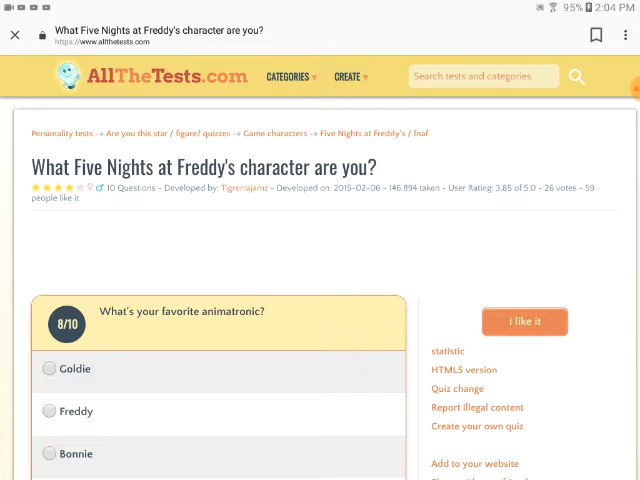 95% 2:04 PM
What Five Nights at Freddy's character are you?
https://www.allthetests.com
AllTheTests.com CATEGORIES ▼ CREATE ▼ Search tests and categories
Personality tests -» Are you this star / figure? quizzes -» Game characters -» Five Nights at Freddy's / fnaf
What Five Nights at Freddy's character are you?
10 Questions - Developed by: Tigrerrajamz - Developed on: 2015-02-06 - 146.894 taken - User Rating: 3.85 of 5.0 - 26 votes - 59
people like it
8/10 What's your favorite animatronic?
I like it
Goldie
Freddy
Bonnie
statistic
HTML5 version
Quiz change
Report illegal content
Create your own quiz
Add to your website